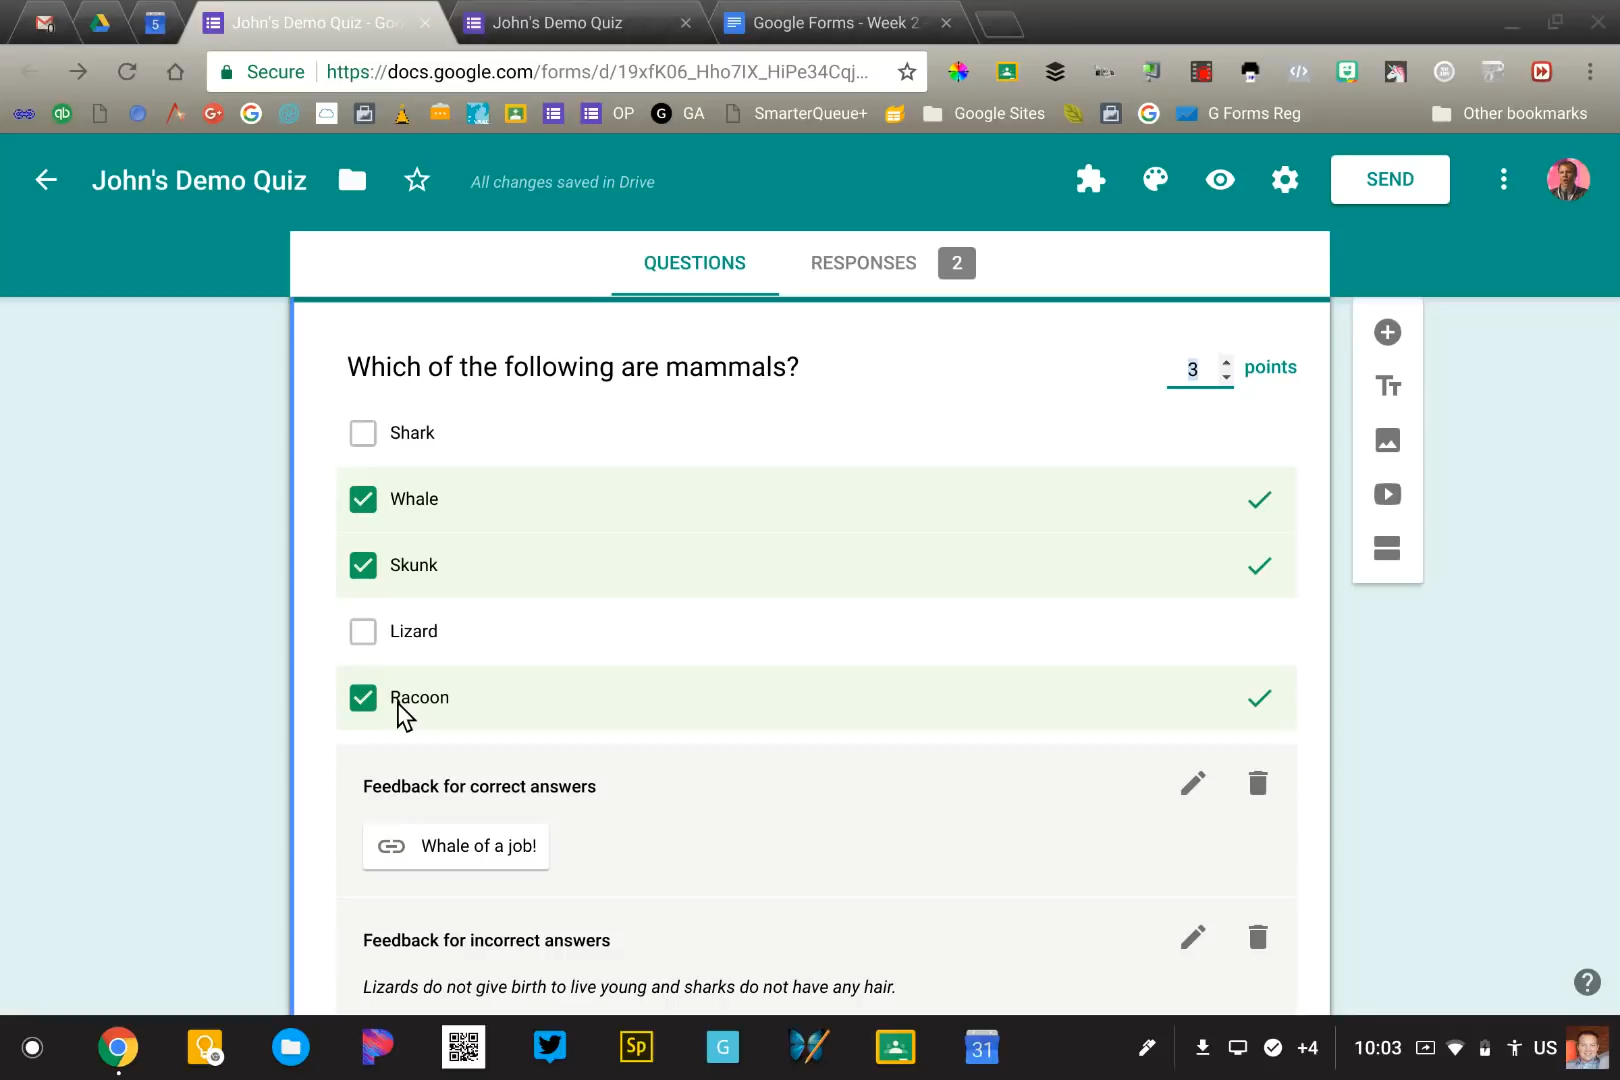 John's Demo Quiz - Go
John's Demo Quiz
Google Forms - Week 2
Secure https://docs.google.com/forms/d/19xfK06_Hho7IX_HiPe34Cqj...
qb
OP
GA
SmarterQueue+
Google Sites
G Forms Reg
Other bookmarks
John's Demo Quiz
All changes saved in Drive
SEND
QUESTIONS
RESPONSES 2
Which of the following are mammals?
3 points
Shark
Whale
Skunk
Lizard
Racoon
Feedback for correct answers
Whale of a job!
Feedback for incorrect answers
Lizards do not give birth to live young and sharks do not have any hair.
Sp
G
31
+4
10:03
US